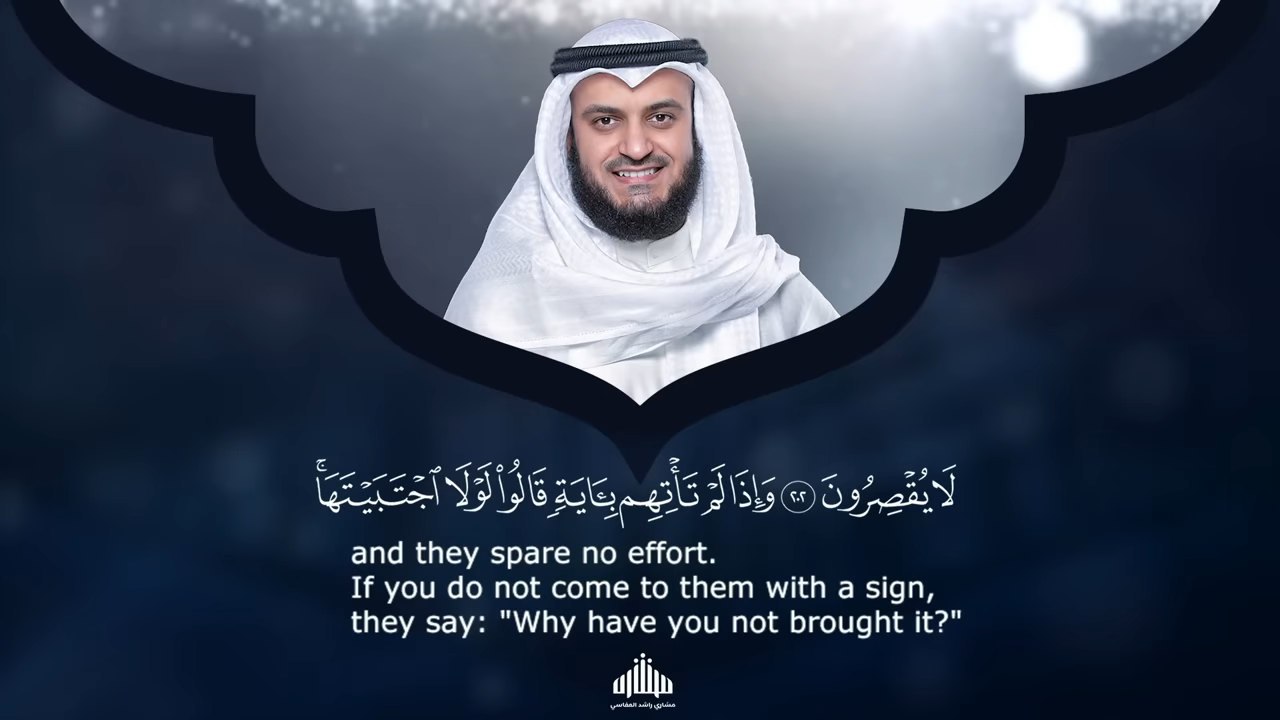 لَا يُقْصِرُونَ ٢٠٢ وَإِذَا لَمْ تَأْتِهِم بِـَٔايَةٍ قَالُوا۟ لَوْلَا ٱجْتَبَيْتَهَا ۚ
and they spare no effort.
If you do not come to them with a sign,
they say: "Why have you not brought it?"
مشاري راشد العفاسي